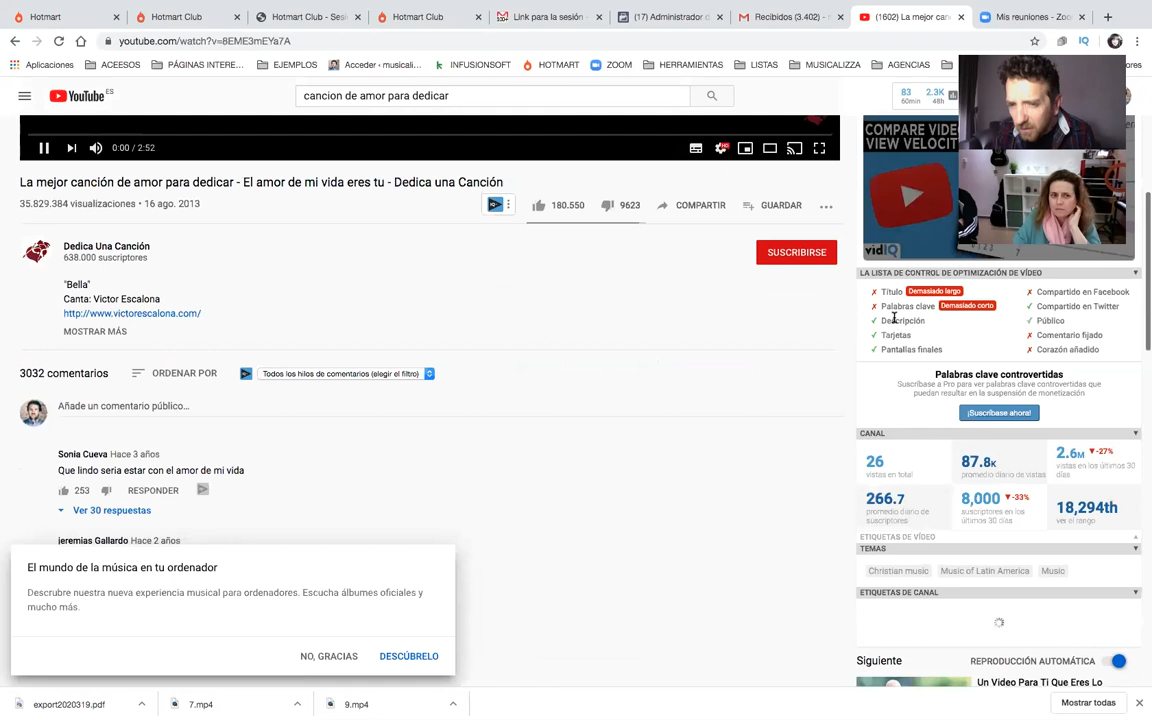 Hotmart
Hotmart Club
Hotmart Club - Sesi
Hotmart Club
Link para la sesión
(17) Administrador d
Recibidos (3.402) -
(1602) La mejor can
Mis reuniones - Zoo
youtube.com/watch?v=8EME3mEYa7A
Aplicaciones
ACEESOS
PÁGINAS INTERE...
EJEMPLOS
Acceder ‹ musicali...
INFUSIONSOFT
HOTMART
ZOOM
HERRAMIENTAS
LISTAS
MUSICALIZZA
AGENCIAS
ores
YouTube ES
cancion de amor para dedicar
83 2.3K
60min 48h
COMPARE VIDE
VIEW VELOCIT
vidIQ
0:00 / 2:52
La mejor canción de amor para dedicar - El amor de mi vida eres tu - Dedica una Canción
35.829.384 visualizaciones • 16 ago. 2013
180.550
9623
COMPARTIR
GUARDAR
Dedica Una Canción
638.000 suscriptores
SUSCRIBIRSE
"Bella"
Canta: Victor Escalona
http://www.victorescalona.com/
MOSTRAR MÁS
3032 comentarios
ORDENAR POR
Todos los hilos de comentarios (elegir el filtro)
Añade un comentario público...
Sonia Cueva Hace 3 años
Que lindo seria estar con el amor de mi vida
253
RESPONDER
Ver 30 respuestas
jeremias Gallardo Hace 2 años
El mundo de la música en tu ordenador
Descrubre nuestra nueva experiencia musical para ordenadores. Escucha álbumes oficiales y
mucho más.
NO, GRACIAS
DESCÚBRELO
LA LISTA DE CONTROL DE OPTIMIZACIÓN DE VÍDEO
✗ Título Demasiado largo
✗ Palabras clave Demasiado corto
✓ Descripción
✓ Tarjetas
✓ Pantallas finales
✗ Compartido en Facebook
✓ Compartido en Twitter
✓ Público
✗ Comentario fijado
✗ Corazón añadido
Palabras clave controvertidas
Suscríbase a Pro para ver palabras clave controvertidas que
puedan resultar en la suspensión de monetización
¡Suscríbase ahora!
CANAL
26
vistas en total
87.8K
promedio diario de vistas
2.6M ▼-27%
vistas en los últimos 30
días
266.7
promedio diario de
suscriptores
8,000 ▼-33%
suscriptores en los
últimos 30 días
18,294th
ver el rango
ETIQUETAS DE VÍDEO
TEMAS
Christian music
Music of Latin America
Music
ETIQUETAS DE CANAL
Siguiente
REPRODUCCIÓN AUTOMÁTICA
Un Video Para Ti Que Eres Lo
export2020319.pdf
7.mp4
9.mp4
Mostrar todas